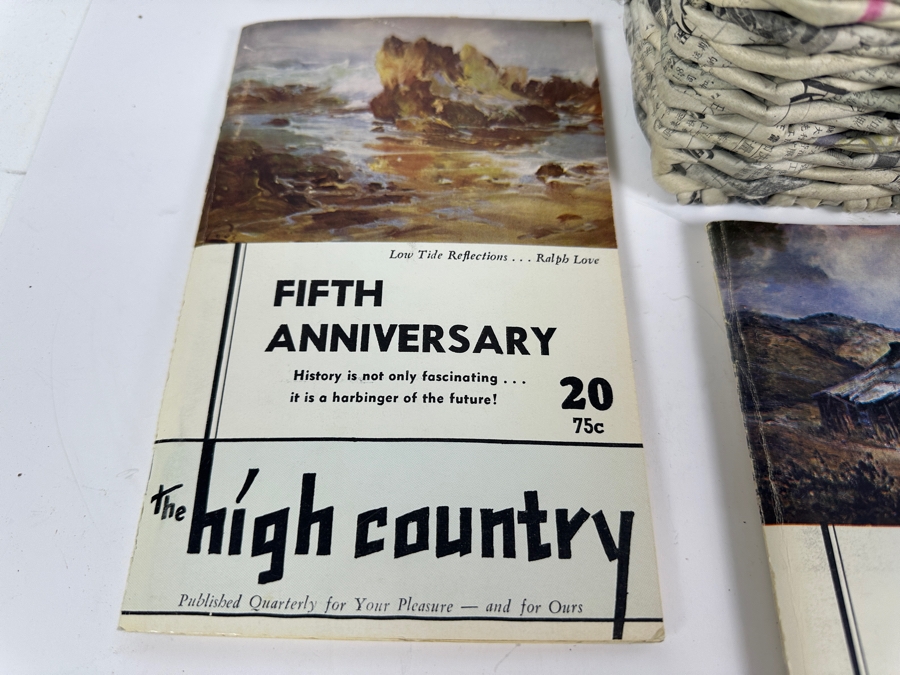 Low Tide Reflections . . . Ralph Love
FIFTH
ANNIVERSARY
History is not only fascinating . . .
it is a harbinger of the future!
20
75c
the high country
Published Quarterly for Your Pleasure — and for Ours